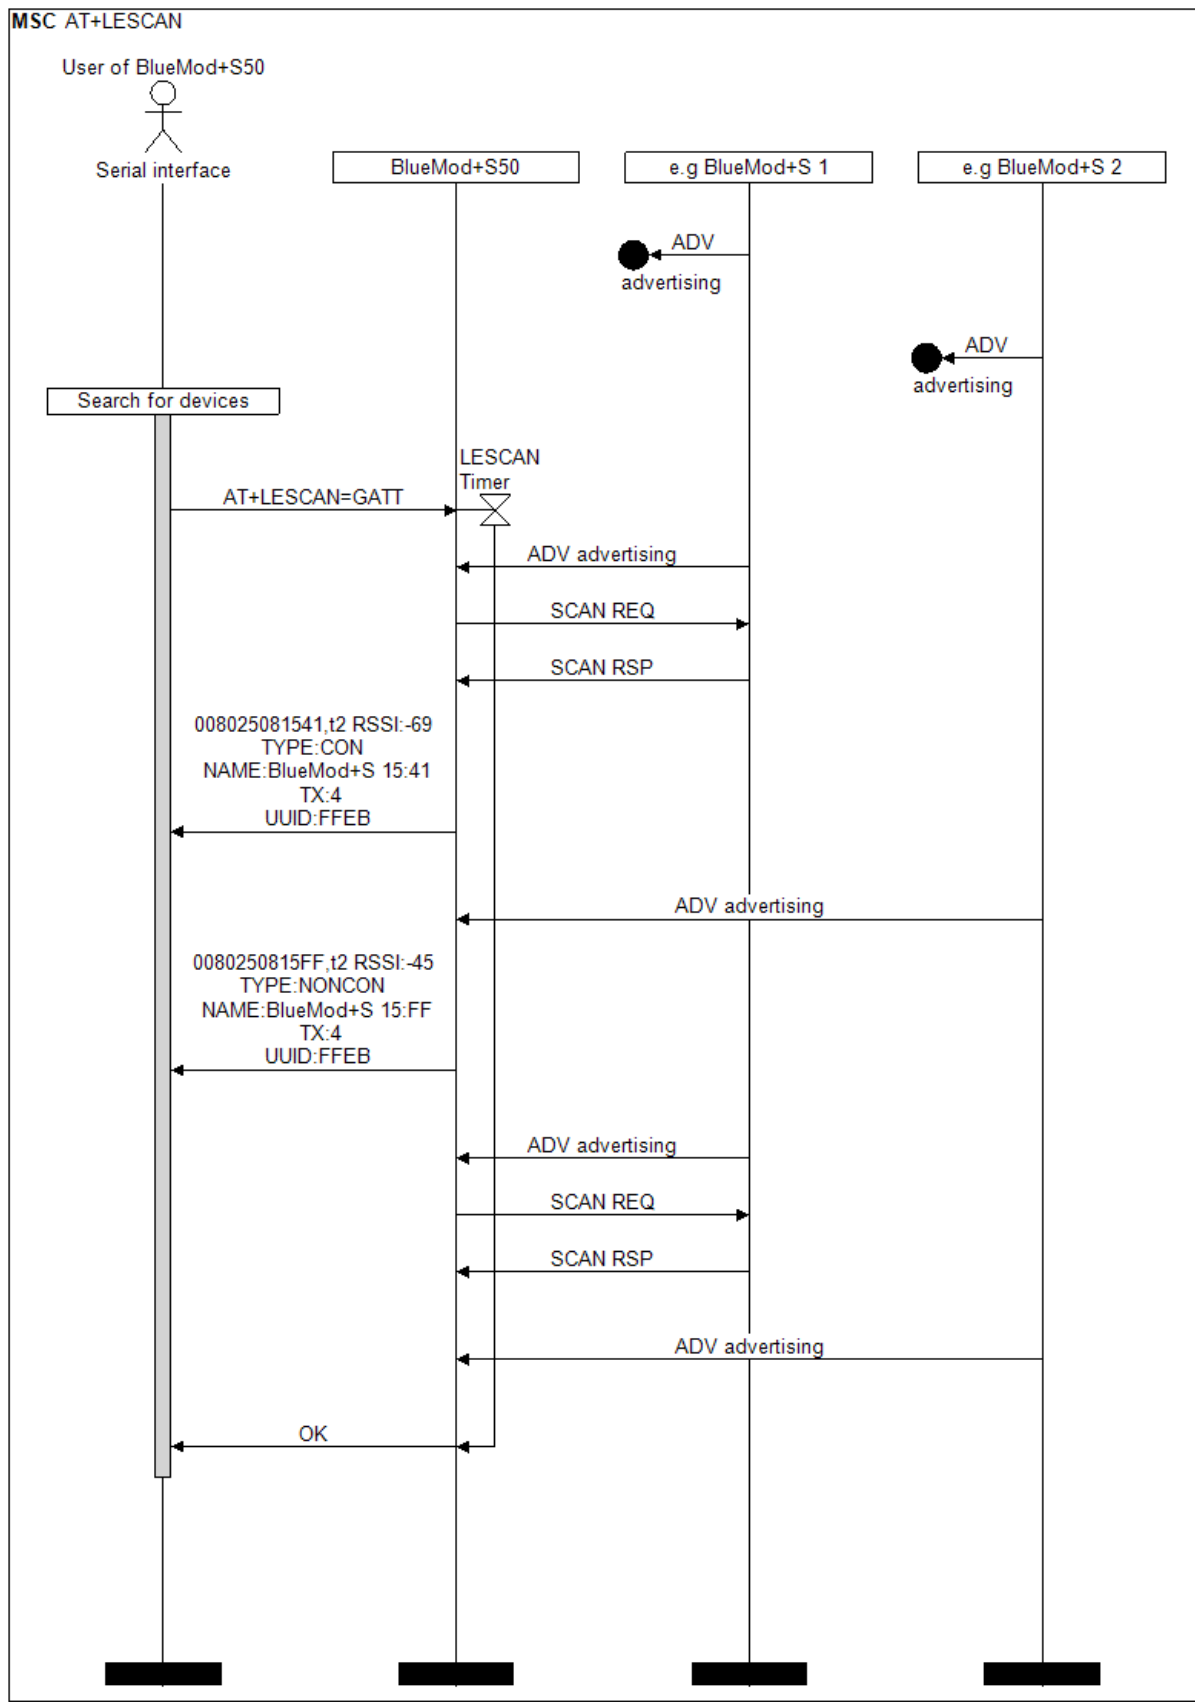 MSC AT+LESCAN
User of BlueMod+S50
Serial interface
BlueMod+S50
e.g BlueMod+S 1
e.g BlueMod+S 2
ADV
advertising
ADV
advertising
Search for devices
LESCAN
Timer
AT+LESCAN=GATT
ADV advertising
SCAN REQ
SCAN RSP
008025081541,t2 RSSI:-69
TYPE:CON
NAME:BlueMod+S 15:41
TX:4
UUID:FFEB
ADV advertising
0080250815FF,t2 RSSI:-45
TYPE:NONCON
NAME:BlueMod+S 15:FF
TX:4
UUID:FFEB
ADV advertising
SCAN REQ
SCAN RSP
ADV advertising
OK